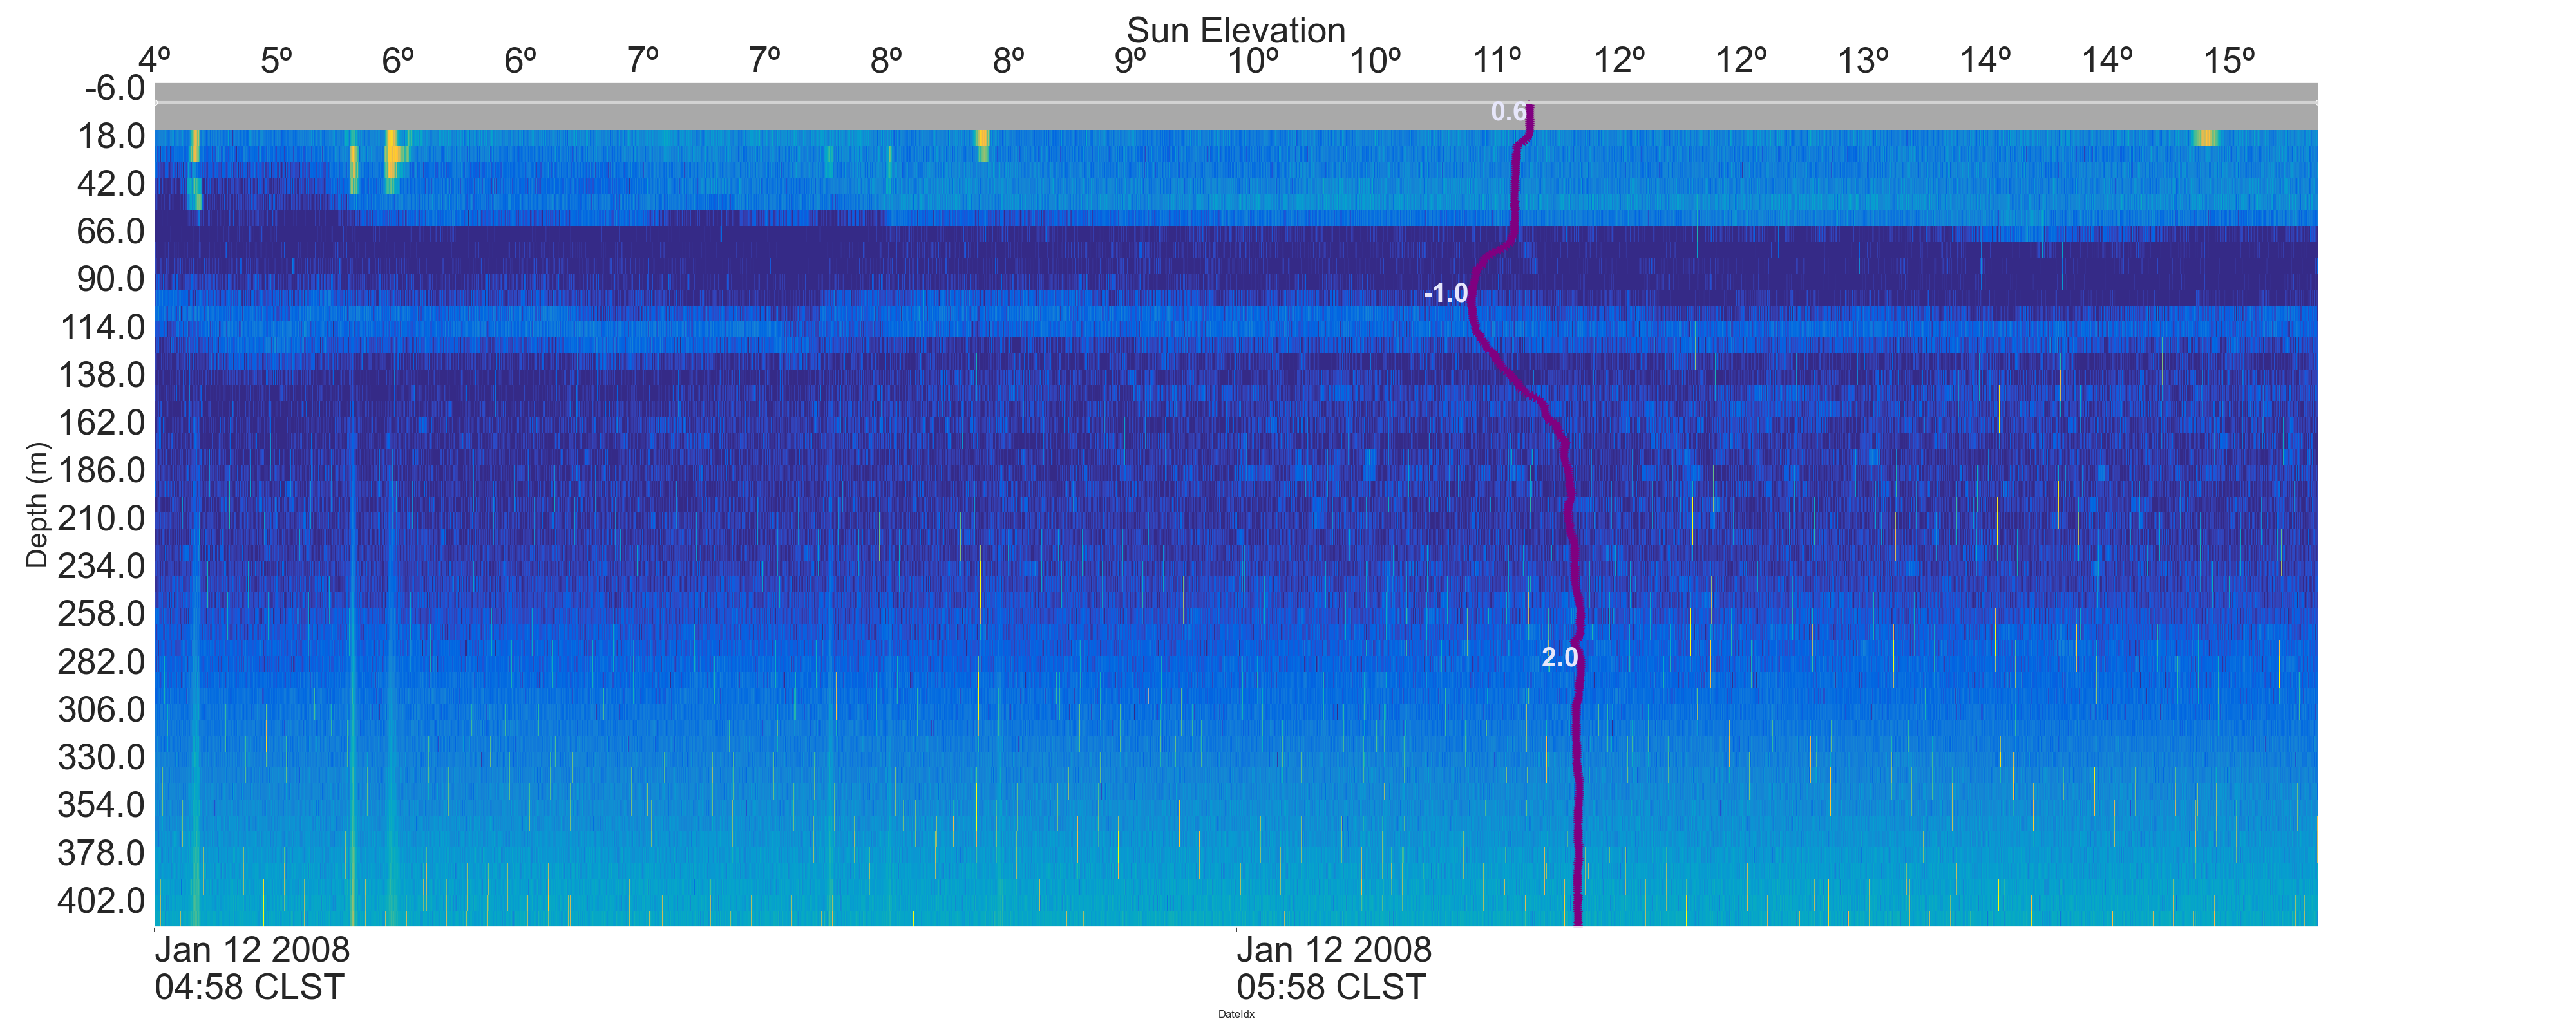 Sun Elevation
4º 5º 6º 6º 7º 7º 8º 8º 9º 10º 10º 11º 12º 12º 13º 14º 14º 15º
-6.0
0.6
18.0
42.0
66.0
90.0
-1.0
114.0
138.0
162.0
Depth (m)
186.0
210.0
234.0
258.0
282.0
2.0
306.0
330.0
354.0
378.0
402.0
Jan 12 2008
04:58 CLST
Jan 12 2008
05:58 CLST
DateIdx